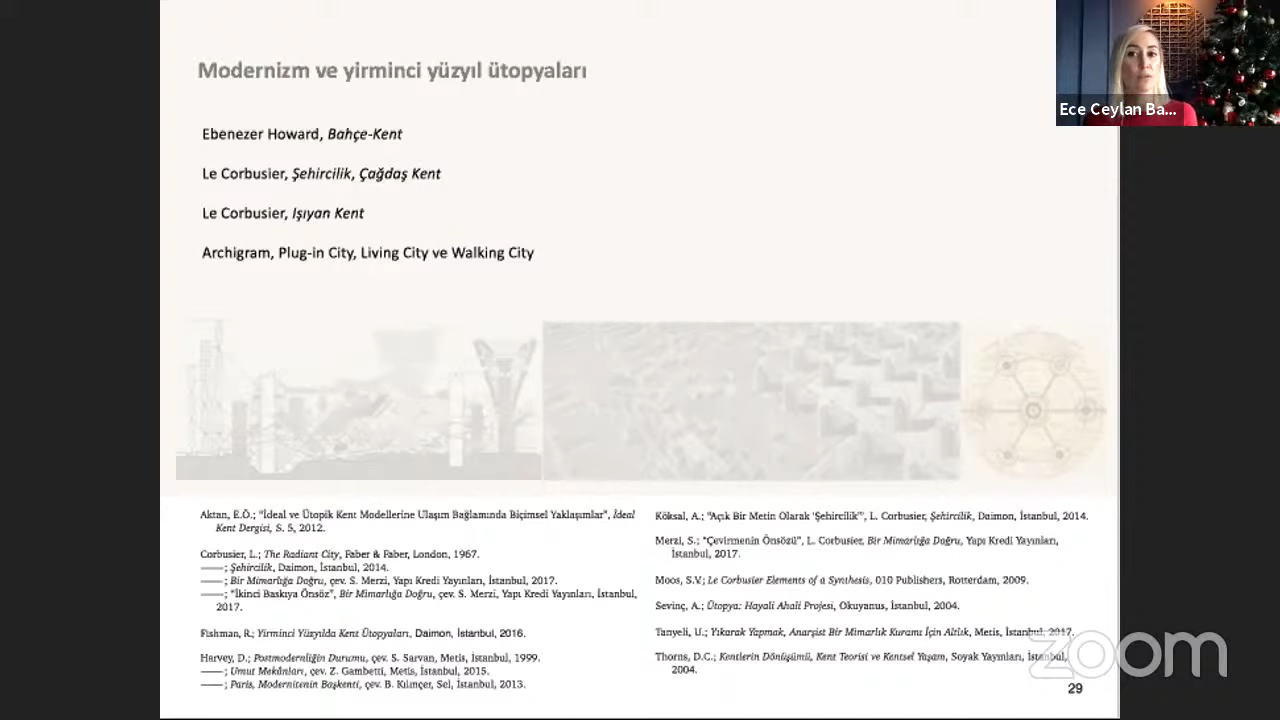 Modernizm ve yirminci yüzyıl ütopyaları
Ece Ceylan Ba...
Ebenezer Howard, Bahçe-Kent
Le Corbusier, Şehircilik, Çağdaş Kent
Le Corbusier, Işıyan Kent
Archigram, Plug-in City, Living City ve Walking City
Aktan, E.Ö.; “İdeal ve Ütopik Kent Modellerine Ulaşım Bağlamında Biçimsel Yaklaşımlar”, İdeal
Kent Dergisi, S. 5, 2012.
Corbusier, L.; The Radiant City, Faber & Faber, London, 1967.
——; Şehircilik, Daimon, İstanbul, 2014.
——; Bir Mimarlığa Doğru, çev. S. Merzi, Yapı Kredi Yayınları, İstanbul, 2017.
——; “İkinci Baskıya Önsöz”, Bir Mimarlığa Doğru, çev. S. Merzi, Yapı Kredi Yayınları, İstanbul,
2017.
Fishman, R.; Yirminci Yüzyılda Kent Ütopyaları, Daimon, İstanbul, 2016.
Harvey, D.; Postmodernliğin Durumu, çev. S. Sarvan, Metis, İstanbul, 1999.
——; Umut Mekânları, çev. Z. Gambetti, Metis, İstanbul, 2015.
——; Paris, Modernitenin Başkenti, çev. B. Kılınçer, Sel, İstanbul, 2013.
Köksal, A.; “Açık Bir Metin Olarak ‘Şehircilik’”, L. Corbusier, Şehircilik, Daimon, İstanbul, 2014.
Merzi, S.; “Çevirmenin Önsözü”, L. Corbusier, Bir Mimarlığa Doğru, Yapı Kredi Yayınları,
İstanbul, 2017.
Moos, S.V.; Le Corbusier Elements of a Synthesis, 010 Publishers, Rotterdam, 2009.
Sevinç, A.; Ütopya: Hayali Ahali Projesi, Okuyanus, İstanbul, 2004.
Tanyeli, U.; Yıkarak Yapmak, Anarşist Bir Mimarlık Kuramı İçin Altlık, Metis, İstanbul, 2017.
Thorns, D.C.; Kentlerin Dönüşümü, Kent Teorisi ve Kentsel Yaşam, Soyak Yayınları, İstanbul,
2004.
zoom
29